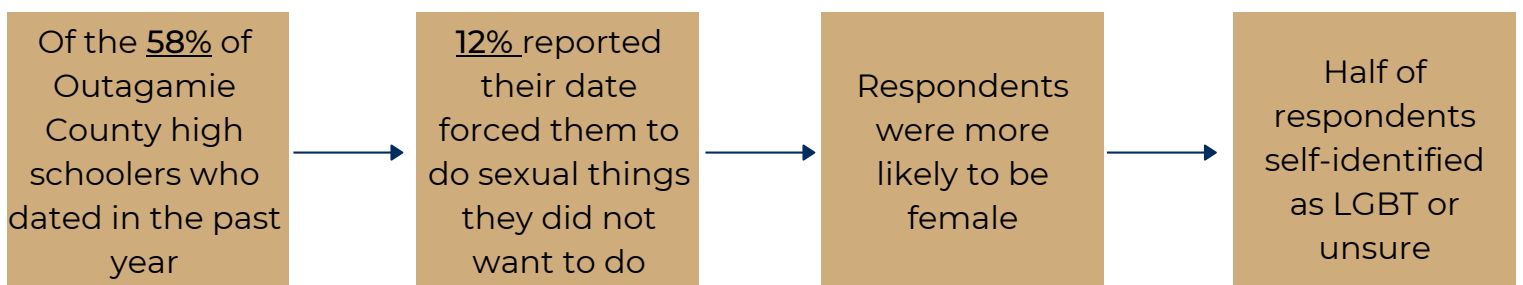 Of the 58% of
Outagamie
County high
schoolers who
dated in the past
year
12% reported
their date
forced them to
do sexual things
they did not
want to do
Respondents
were more
likely to be
female
Half of
respondents
self-identified
as LGBT or
unsure